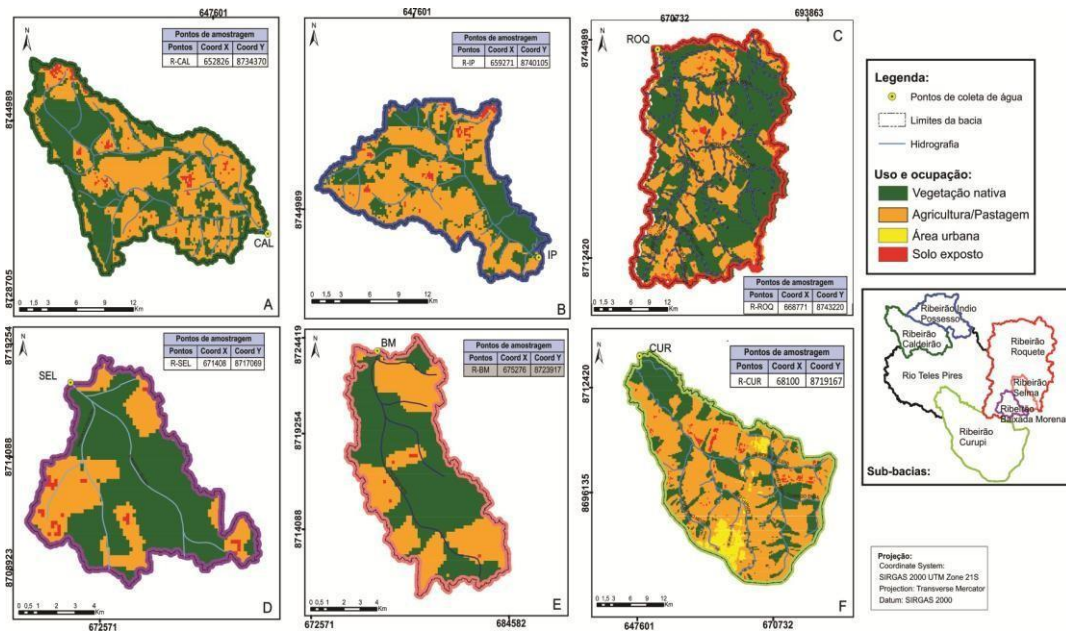 647601
N
Pontos de amostragem
Pontos Coord X Coord Y
R-CAL 652826 8734370
8744989
8128705
CAL
0 1,5 3 6 9 12
Km
A
647601
N
Pontos de amostragem
Pontos Coord X Coord Y
R-IP 659271 8740105
8744989
IP
0 1,5 3 6 9 12
Km
B
670732 693863
N
ROQ
C
8744989
8712420
Pontos de amostragem
Pontos Coord X Coord Y
R-ROQ 668771 8743220
0 1,5 3 6 9 12
Km
Legenda:
Pontos de coleta de água
Limites da bacia
Hidrografia
Uso e ocupação:
Vegetação nativa
Agricultura/Pastagem
Área urbana
Solo exposto
8719254
N
Pontos de amostragem
Pontos Coord X Coord Y
R-SEL 671408 8717069
SEL
8714088
8708923
0 0,5 1 2 3 4
Km
D
672571
8724419
N
BM
Pontos de amostragem
Pontos Coord X Coord Y
R-BM 675276 8723917
8719254
8714088
0 0,5 1 2 3 4
Km
E
672571 684582
N
CUR
Pontos de amostragem
Pontos Coord X Coord Y
R-CUR 68100 8719167
8712420
8696135
0 1,5 3 6 9 12
Km
F
647601 670732
Ribeirão Indio
Possesso
Ribeirão
Caldeirão
Ribeirão
Roquete
Rio Teles Pires
Ribeirão
Selma
Ribeirão
Baixada Morena
Ribeirão
Curupi
Sub-bacias:
Projeção:
Coordinate System:
SIRGAS 2000 UTM Zone 21S
Projection: Transverse Mercator
Datum: SIRGAS 2000